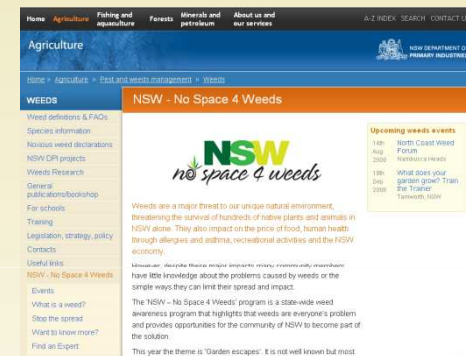 Home Agriculture Fishing and aquaculture Forests Minerals and petroleum About us and our services A-Z INDEX SEARCH CONTACT U
Agriculture
NSW DEPARTMENT O
PRIMARY INDUSTRIES
Home » Agriculture » Pest and weeds management » Weeds
WEEDS
NSW - No Space 4 Weeds
Weed definitions & FAQs
Species information
Noxious weed declarations
NSW DPI projects
Weeds Research
General publications/bookshop
For schools
Training
Legislation, strategy, policy
Contacts
Useful links
NSW - No Space 4 Weeds
Events
What is a weed?
Stop the spread
Want to know more?
Find an Expert
NSW
no space 4 weeds
Weeds are a major threat to our unique natural environment,
threatening the survival of hundreds of native plants and animals in
NSW alone. They also impact on the price of food, human health
through allergies and asthma, recreational activities and the NSW
economy.
However, despite these major impacts many community members
have little knowledge about the problems caused by weeds or the
simple ways they can limit their spread and impact.
The 'NSW – No Space 4 Weeds' program is a state-wide weed
awareness program that highlights that weeds are everyone's problem
and provides opportunities for the community of NSW to become part of
the solution.
This year the theme is 'Garden escapes'. It is not well known but most
Upcoming weeds events
14th Aug North Coast Weed
Forum
Nambucca Heads
18th Sep What does your
garden grow? Train
the Trainer
Tamworth, NSW